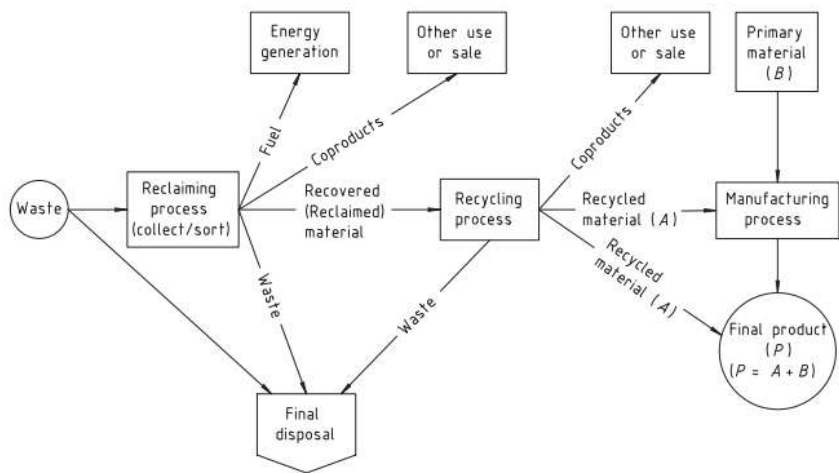 Energy
generation
Other use
or sale
Other use
or sale
Primary
material
(B)
Fuel
Coproducts
Coproducts
Waste
Reclaiming
process
(collect/sort)
Recovered
(Reclaimed)
material
Recycling
process
Recycled
material (A)
Manufacturing
process
Recycled
material (A)
Waste
Waste
Final product
(P)
(P = A + B)
Final
disposal